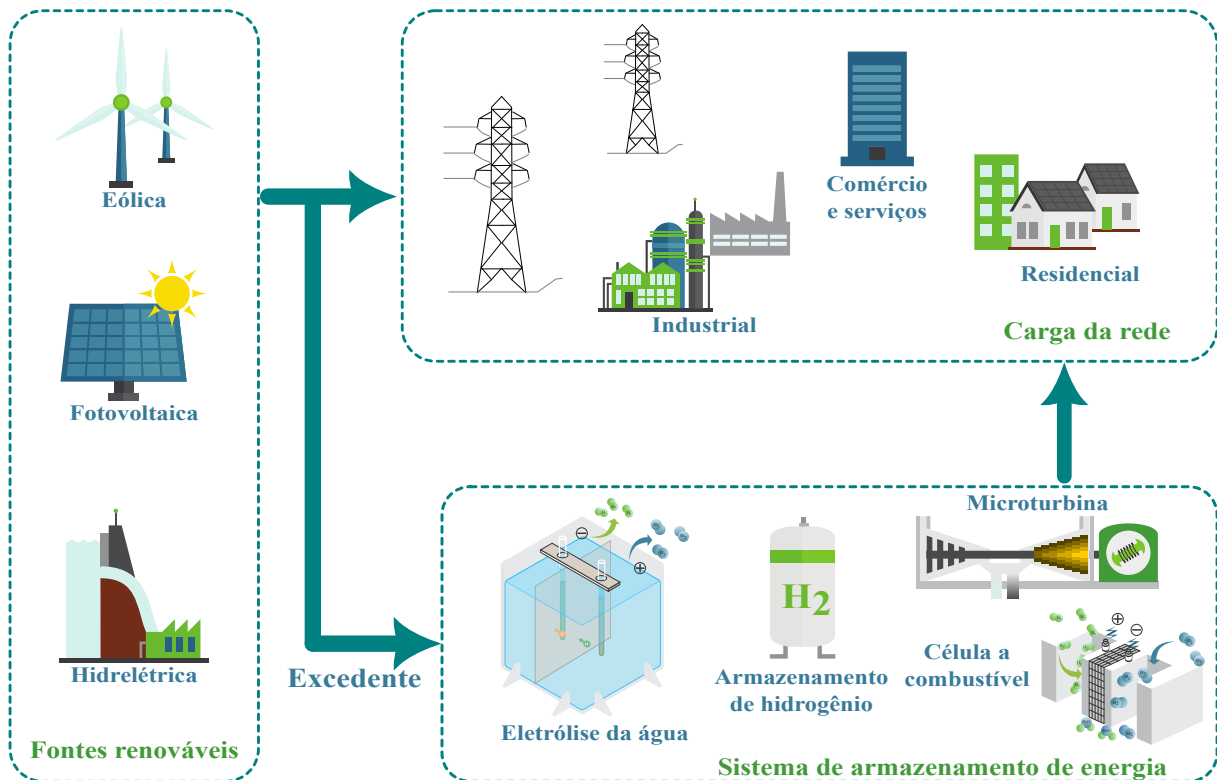 Eólica
Fotovoltaica
Hidrelétrica
Fontes renováveis
Comércio
e serviços
Residencial
Industrial
Carga da rede
Excedente
Eletrólise da água
H2
Armazenamento
de hidrogênio
Microturbina
Célula a
combustível
Sistema de armazenamento de energia